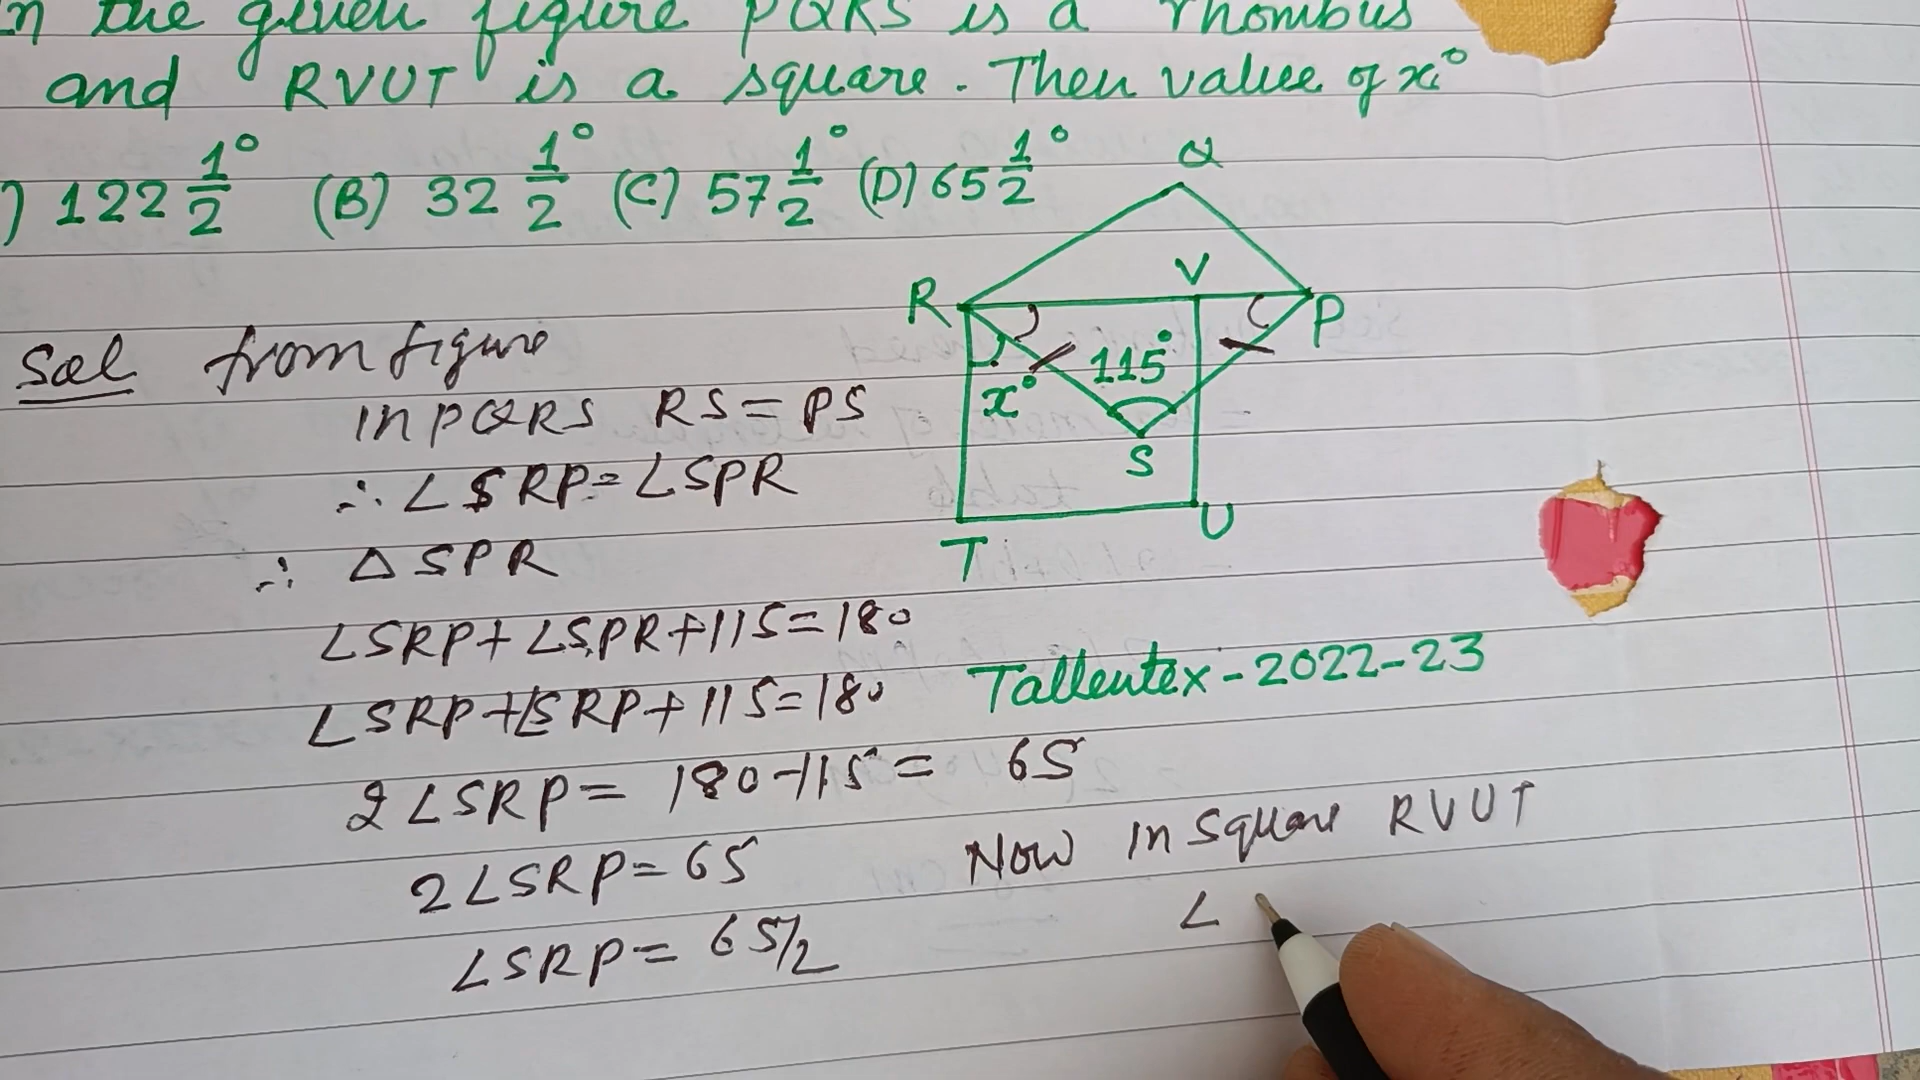 In the given figure PQRS is a rhombus
and RVUT is a square. Then value of x°
) 122 1/2° (B) 32 1/2° (C) 57 1/2° (D) 65 1/2°
Q
R
V
P
115°
x°
S
T
U
Sol from figure
in PQRS RS = PS
∴ ∠SRP = ∠SPR
∴ △ SPR
∠SRP + ∠SPR + 115 = 180
∠SRP + ∠SRP + 115 = 180
Tallentex - 2022-23
2∠SRP = 180 - 115 = 65
2∠SRP = 65
∠SRP = 65/2
Now in square RVUT
∠